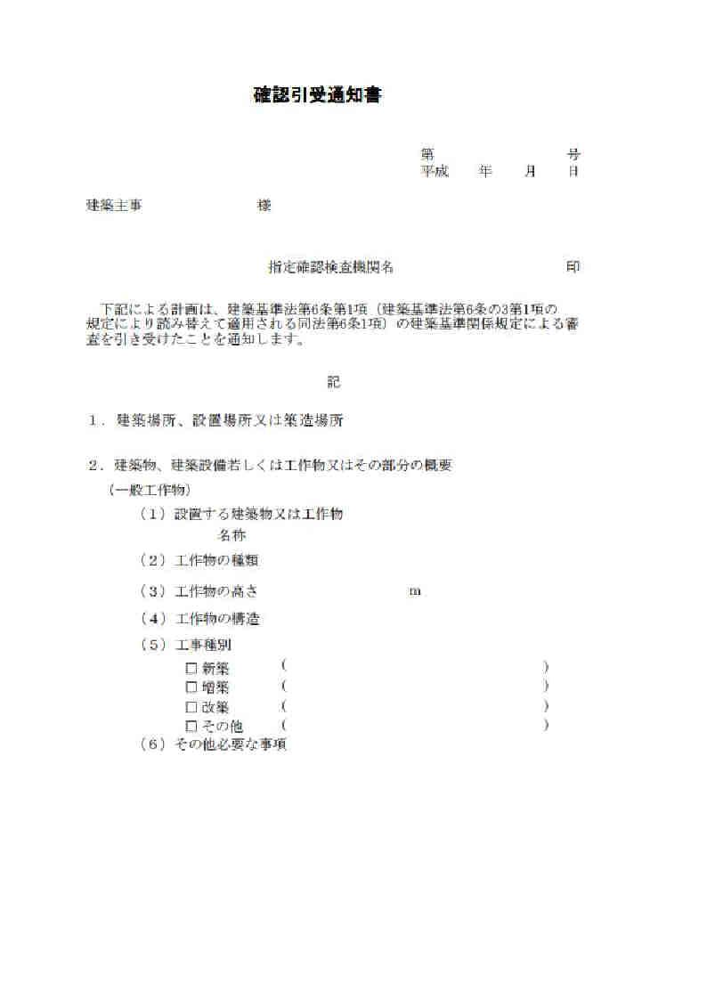 確認引受通知書
第　　　　　　　　　号
平成　　年　　月　　日
建築主事　　　　　　　　様
指定確認検査機関名　　　　　　　　　　　　印
下記による計画は、建築基準法第6条第1項（建築基準法第6条の3第1項の
規定により読み替えて適用される同法第6条1項）の建築基準関係規定による審
査を引き受けたことを通知します。
記
１．建築場所、設置場所又は築造場所
２．建築物、建築設備若しくは工作物又はその部分の概要
（一般工作物）
（１）設置する建築物又は工作物
名称
（２）工作物の種類
（３）工作物の高さ　　　　　　　　　　　m
（４）工作物の構造
（５）工事種別
□ 新築　　　（　　　　　　　　　　　　　　　　　　）
□ 増築　　　（　　　　　　　　　　　　　　　　　　）
□ 改築　　　（　　　　　　　　　　　　　　　　　　）
□ その他　　（　　　　　　　　　　　　　　　　　　）
（６）その他必要な事項